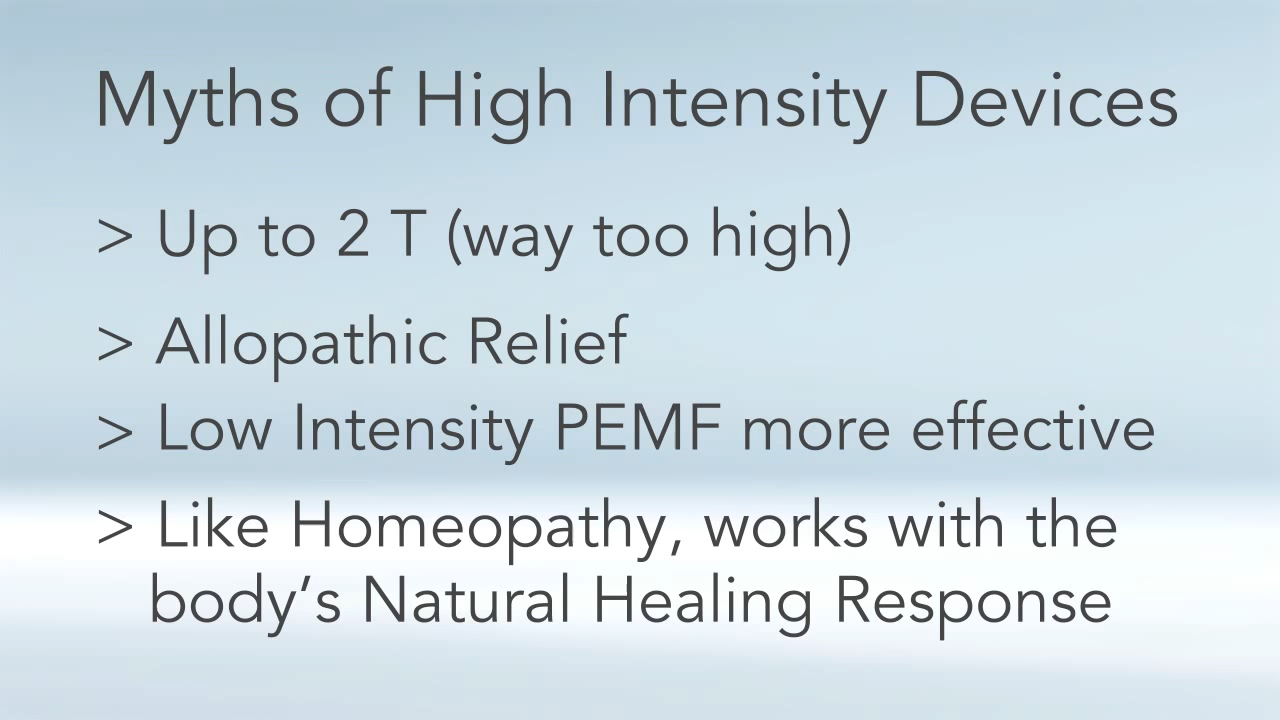 Myths of High Intensity Devices
> Up to 2 T (way too high)
> Allopathic Relief
> Low Intensity PEMF more effective
> Like Homeopathy, works with the
body’s Natural Healing Response